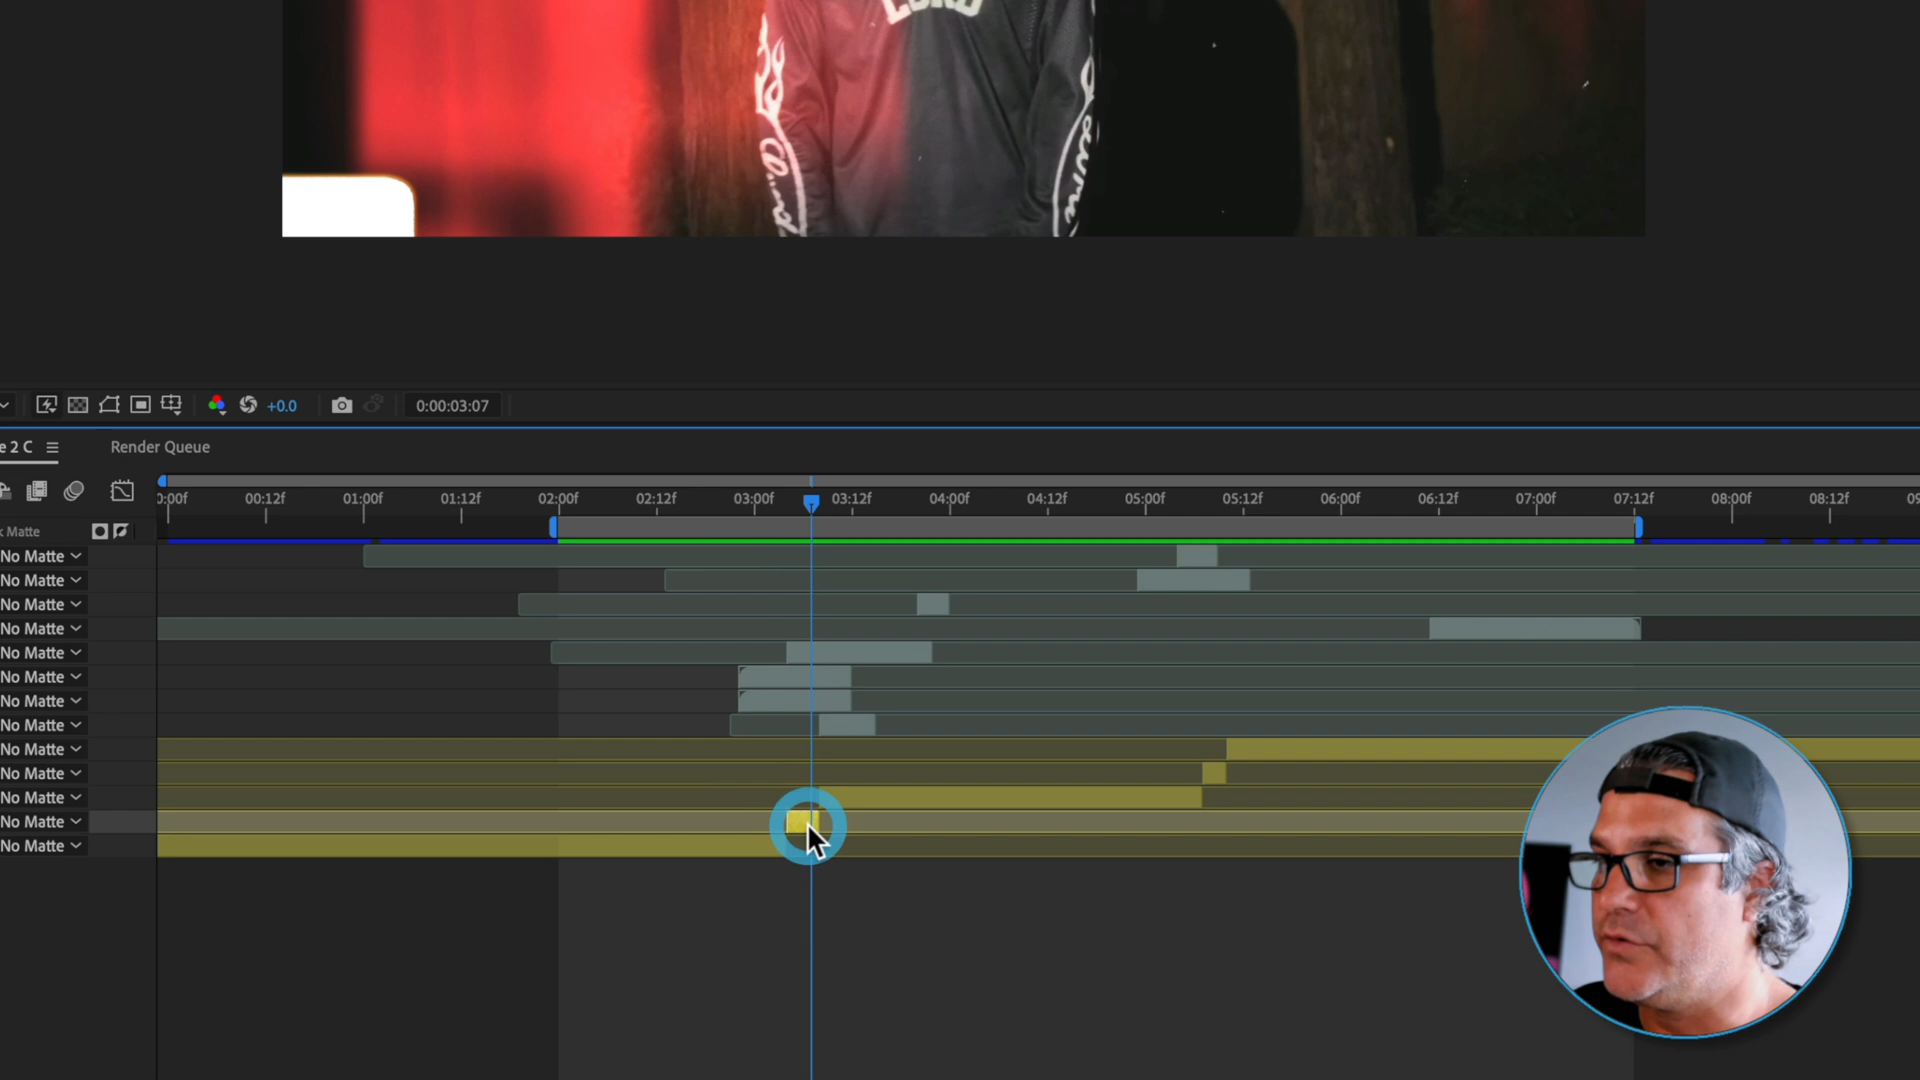 LORD
+0.0
0:00:03:07
e 2 C
Render Queue
0:00f 00:12f 01:00f 01:12f 02:00f 02:12f 03:00f 03:12f 04:00f 04:12f 05:00f 05:12f 06:00f 06:12f 07:00f 07:12f 08:00f 08:12f 09
k Matte
No Matte
No Matte
No Matte
No Matte
No Matte
No Matte
No Matte
No Matte
No Matte
No Matte
No Matte
No Matte
No Matte